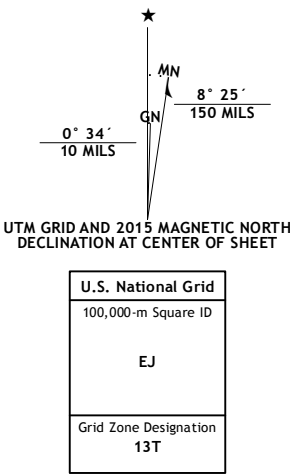 ★
MN
8° 25´
150 MILS
GN
0° 34´
10 MILS
UTM GRID AND 2015 MAGNETIC NORTH
DECLINATION AT CENTER OF SHEET
U.S. National Grid
100,000-m Square ID
EJ
Grid Zone Designation
13T